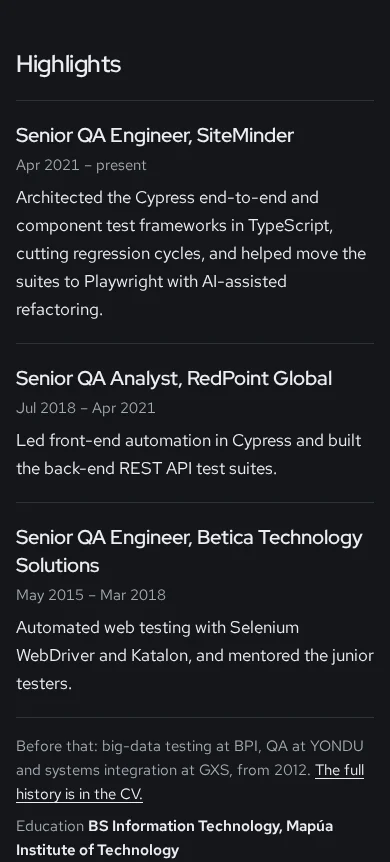 Highlights
Senior QA Engineer, SiteMinder
Apr 2021 – present
Architected the Cypress end-to-end and
component test frameworks in TypeScript,
cutting regression cycles, and helped move the
suites to Playwright with AI-assisted
refactoring.
Senior QA Analyst, RedPoint Global
Jul 2018 – Apr 2021
Led front-end automation in Cypress and built
the back-end REST API test suites.
Senior QA Engineer, Betica Technology
Solutions
May 2015 – Mar 2018
Automated web testing with Selenium
WebDriver and Katalon, and mentored the junior
testers.
Before that: big-data testing at BPI, QA at YONDU
and systems integration at GXS, from 2012. The full
history is in the CV.
Education BS Information Technology, Mapúa
Institute of Technology